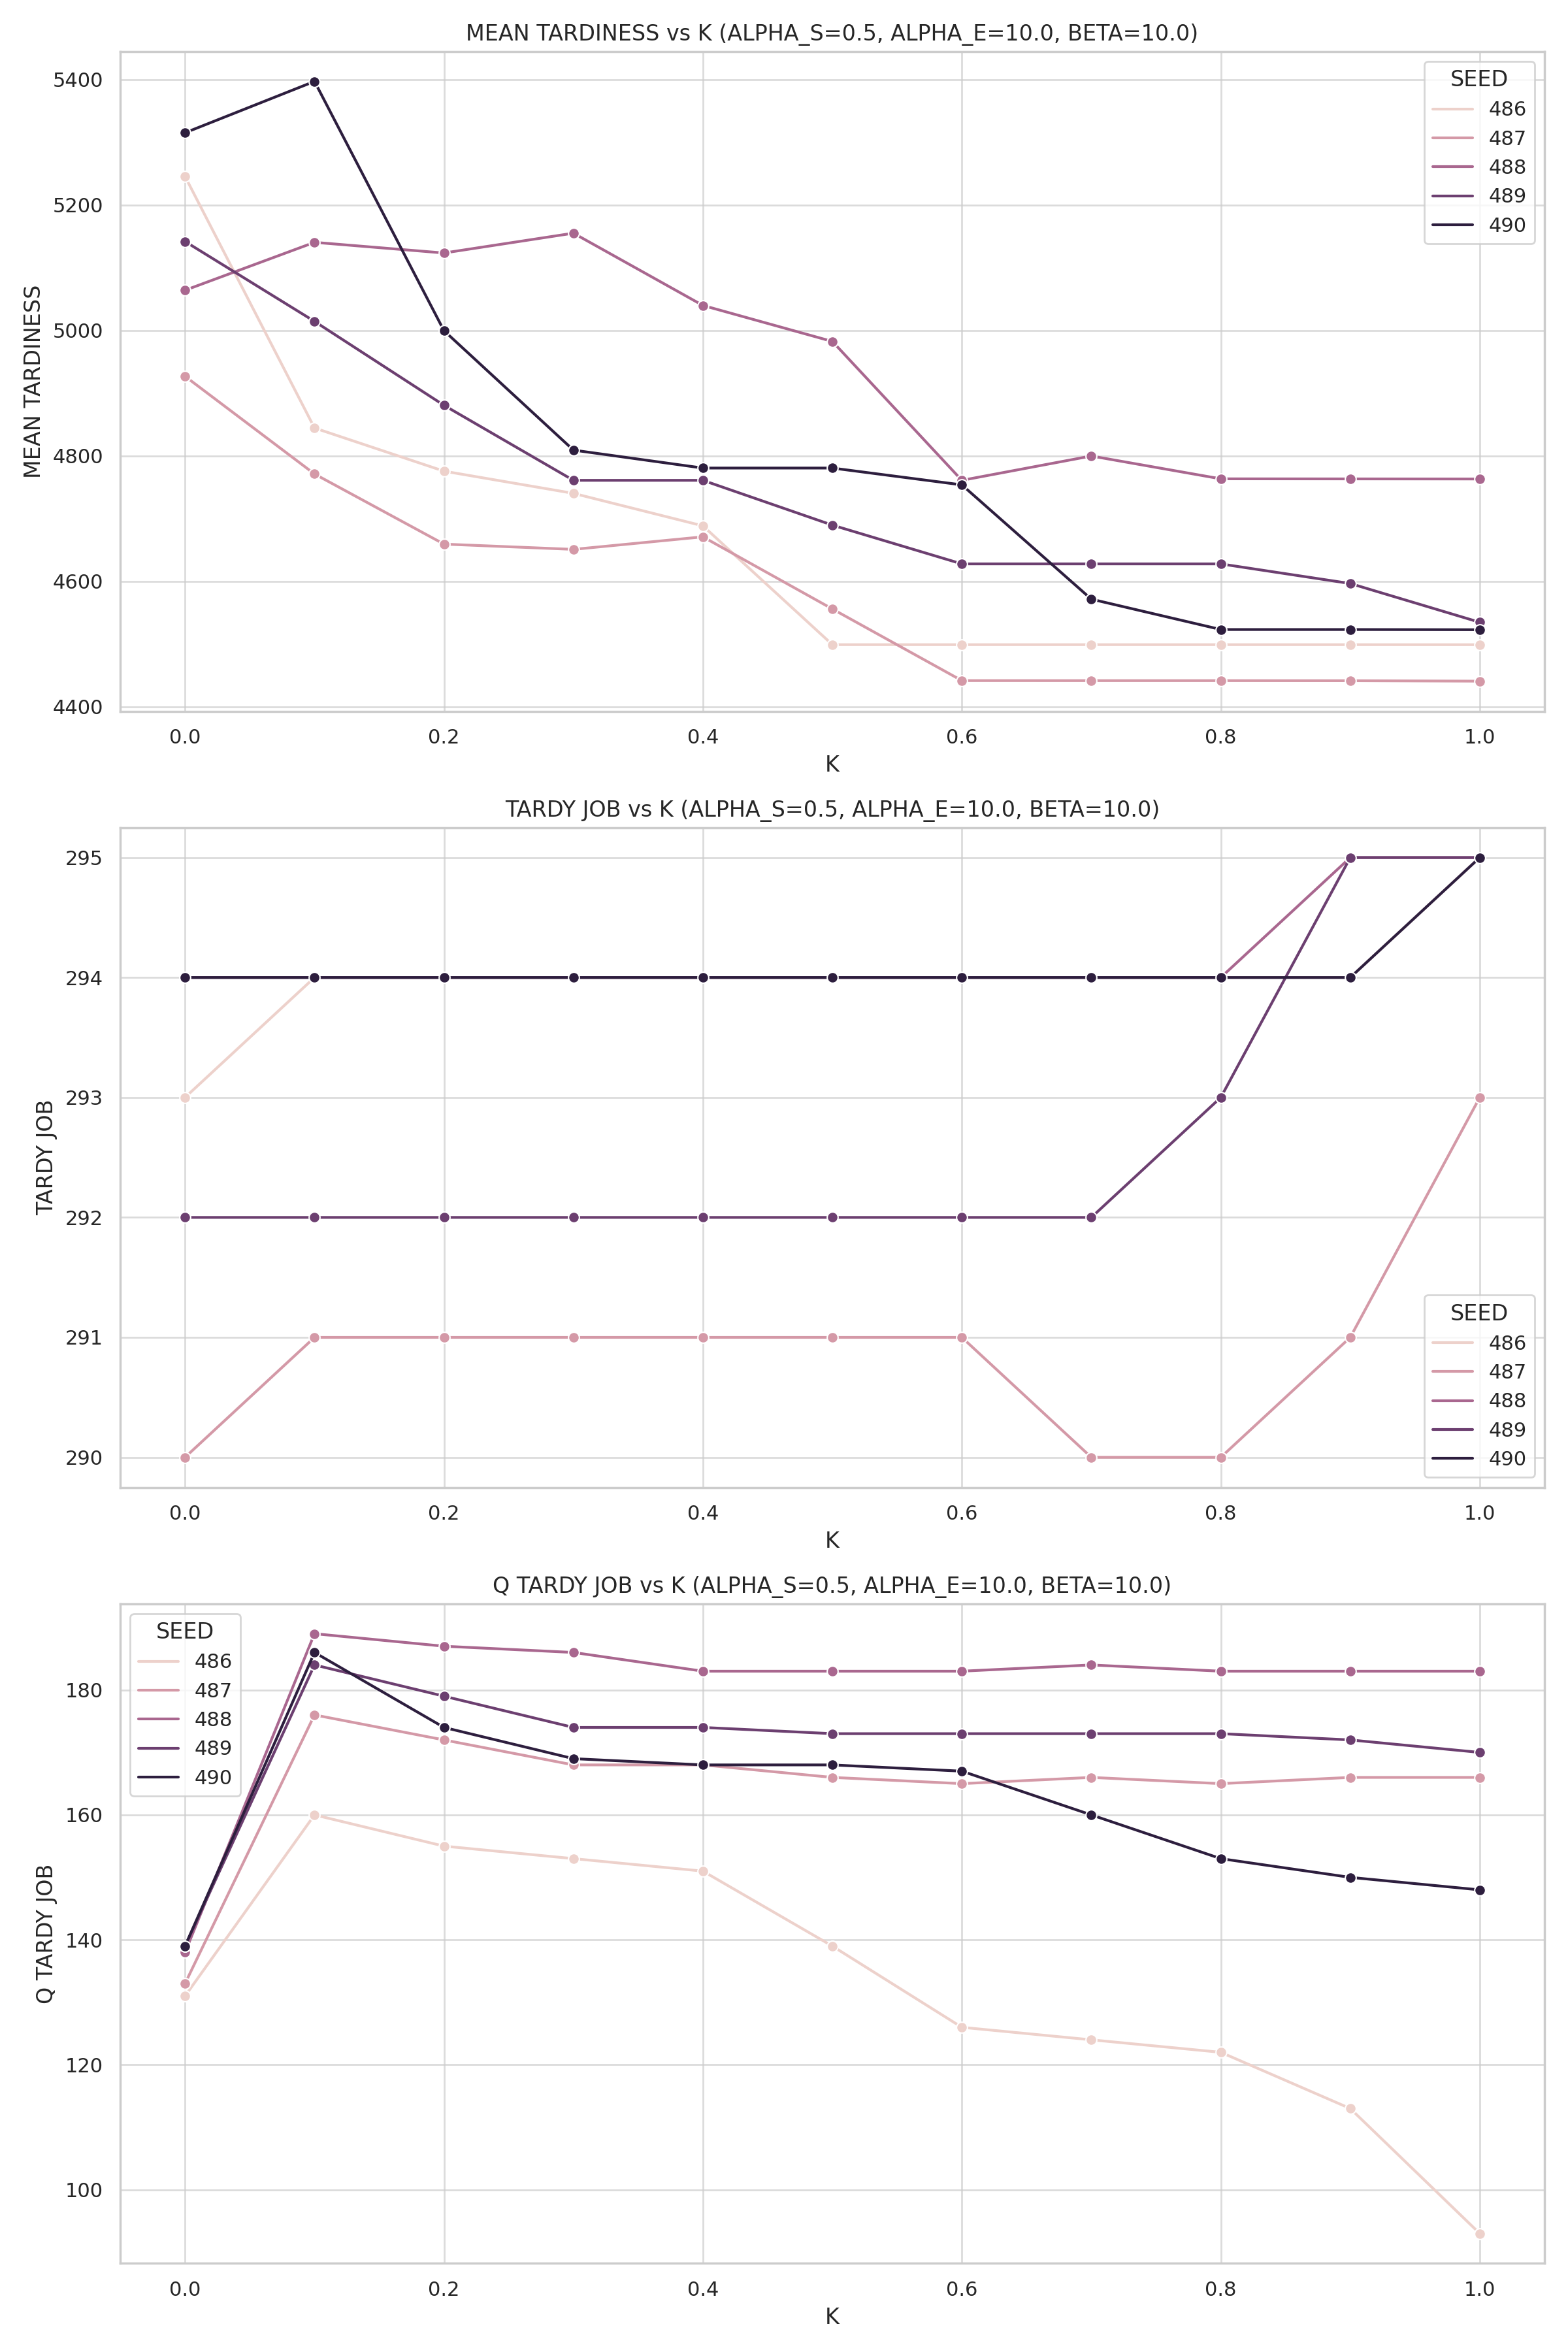 MEAN TARDINESS vs K (ALPHA_S=0.5, ALPHA_E=10.0, BETA=10.0)
MEAN TARDINESS
5400
5200
5000
4800
4600
4400
0.0 0.2 0.4 0.6 0.8 1.0
K
SEED
486
487
488
489
490
TARDY JOB vs K (ALPHA_S=0.5, ALPHA_E=10.0, BETA=10.0)
TARDY JOB
295
294
293
292
291
290
0.0 0.2 0.4 0.6 0.8 1.0
K
SEED
486
487
488
489
490
Q TARDY JOB vs K (ALPHA_S=0.5, ALPHA_E=10.0, BETA=10.0)
Q TARDY JOB
180
160
140
120
100
0.0 0.2 0.4 0.6 0.8 1.0
K
SEED
486
487
488
489
490